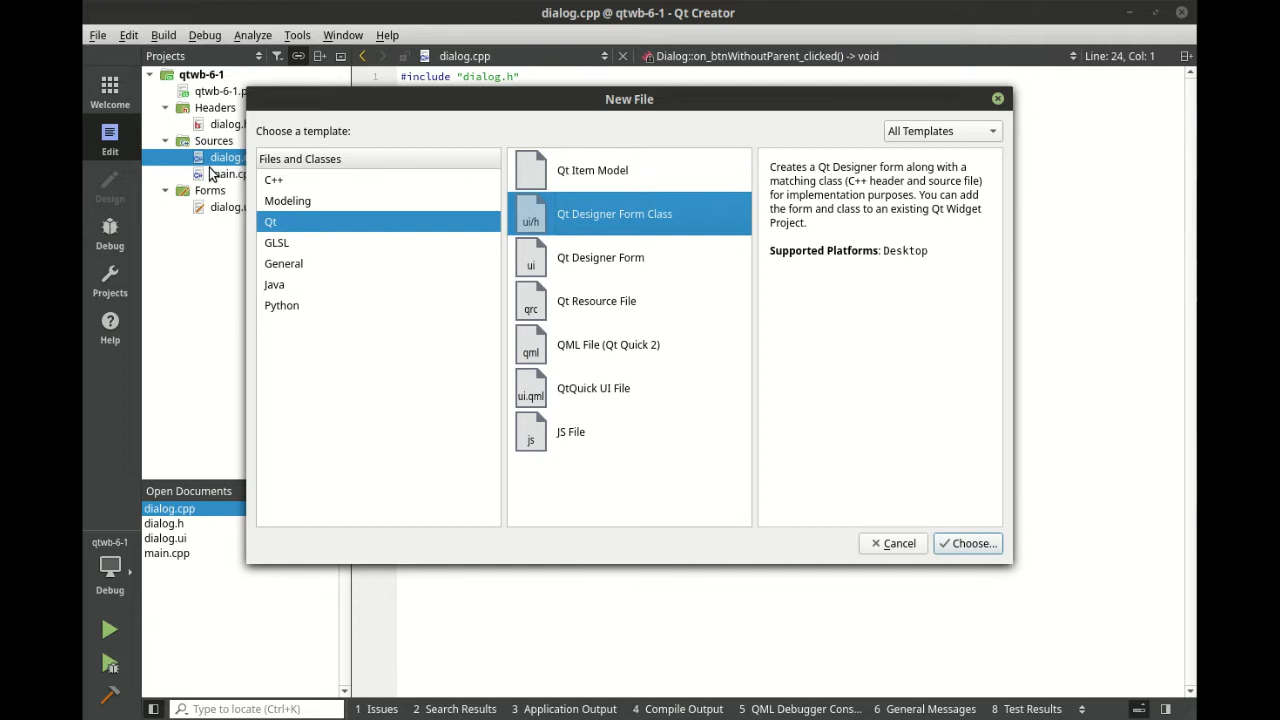 dialog.cpp @ qtwb-6-1 - Qt Creator
File Edit Build Debug Analyze Tools Window Help
Projects dialog.cpp Dialog::on_btnWithoutParent_clicked() -> void Line: 24, Col: 1
Welcome
Edit
Design
Debug
Projects
Help
qtwb-6-1
Debug
qtwb-6-1
qtwb-6-1.p
Headers
dialog.h
Sources
dialog.c
main.cp
Forms
dialog.u
1 #include "dialog.h"
New File
Choose a template:
All Templates
Files and Classes
C++
Modeling
Qt
GLSL
General
Java
Python
Qt Item Model
ui/h Qt Designer Form Class
ui Qt Designer Form
qrc Qt Resource File
qml QML File (Qt Quick 2)
ui.qml QtQuick UI File
js JS File
Creates a Qt Designer form along with a
matching class (C++ header and source file)
for implementation purposes. You can add
the form and class to an existing Qt Widget
Project.
Supported Platforms: Desktop
Cancel Choose...
Open Documents
dialog.cpp
dialog.h
dialog.ui
main.cpp
Type to locate (Ctrl+K) 1 Issues 2 Search Results 3 Application Output 4 Compile Output 5 QML Debugger Cons... 6 General Messages 8 Test Results